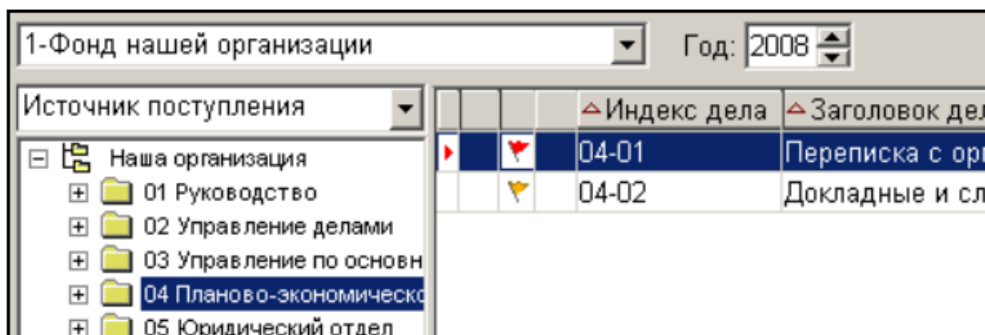 1-Фонд нашей организации Год: 2008
Источник поступления
Индекс дела Заголовок дел
Наша организация
04-01 Переписка с орг
01 Руководство
04-02 Докладные и сл
02 Управление делами
03 Управление по основн
04 Планово-экономическо
05 Юридический отдел